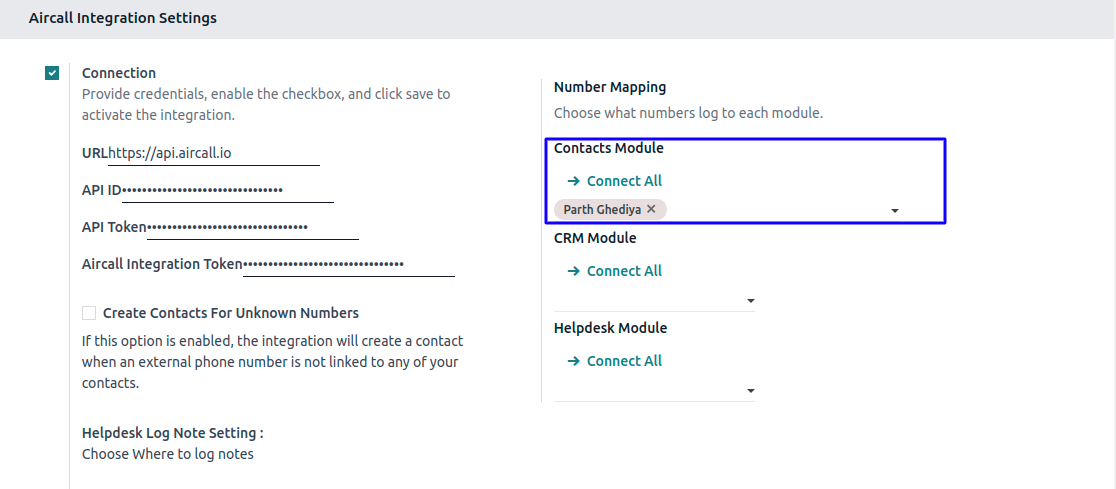 Aircall Integration Settings
Connection
Provide credentials, enable the checkbox, and click save to
activate the integration.
URLhttps://api.aircall.io
API ID••••••••••••••••••••••••••••••••
API Token••••••••••••••••••••••••••••••••
Aircall Integration Token••••••••••••••••••••••••••••••••
Create Contacts For Unknown Numbers
If this option is enabled, the integration will create a contact
when an external phone number is not linked to any of your
contacts.
Helpdesk Log Note Setting :
Choose Where to log notes
Number Mapping
Choose what numbers log to each module.
Contacts Module
→ Connect All
Parth Ghediya ✕
CRM Module
→ Connect All
Helpdesk Module
→ Connect All